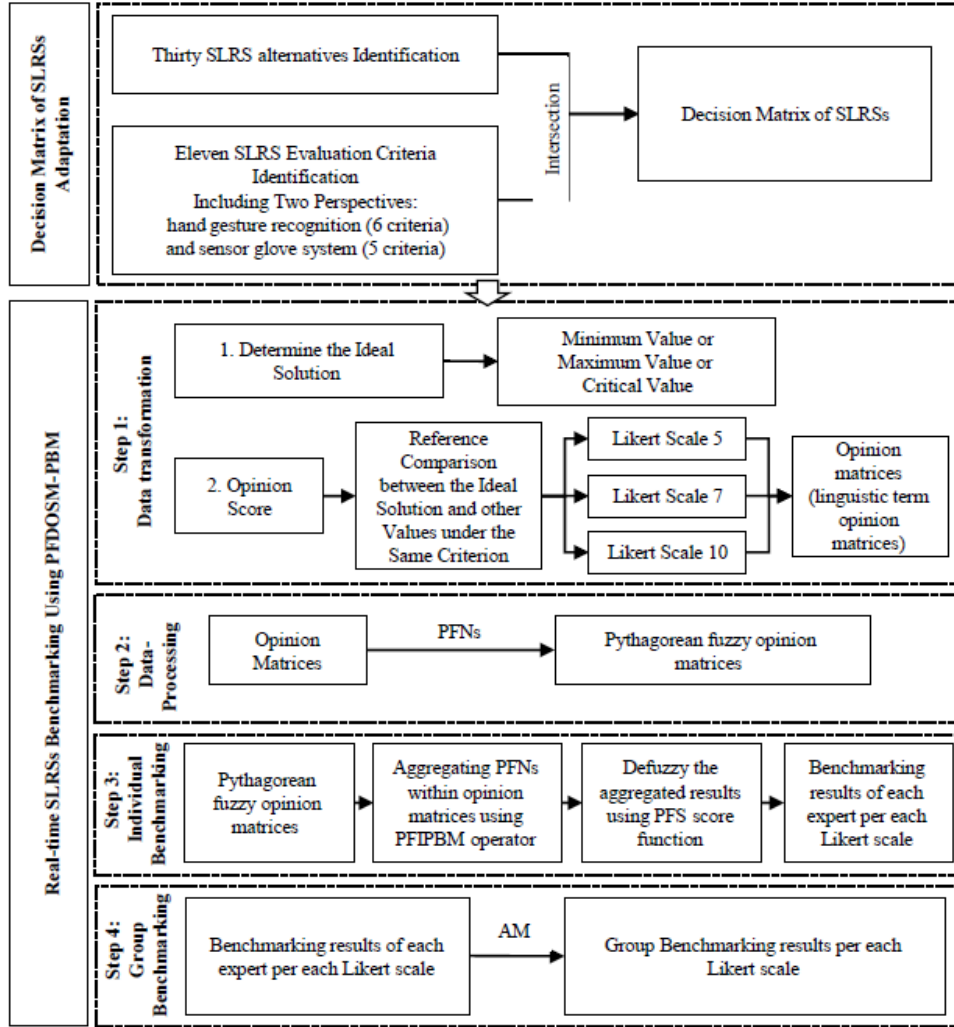 Decision Matrix of SLRSs
Adaptation
Thirty SLRS alternatives Identification
Eleven SLRS Evaluation Criteria
Identification
Including Two Perspectives:
hand gesture recognition (6 criteria)
and sensor glove system (5 criteria)
Intersection
Decision Matrix of SLRSs
Real-time SLRSs Benchmarking Using PFDOSM-PBM
Step 1:
Data transformation
1. Determine the Ideal
Solution
Minimum Value or
Maximum Value or
Critical Value
2. Opinion
Score
Reference
Comparison
between the Ideal
Solution and other
Values under the
Same Criterion
Likert Scale 5
Likert Scale 7
Likert Scale 10
Opinion
matrices
(linguistic term
opinion
matrices)
Step 2:
Data-
Processing
Opinion
Matrices
PFNs
Pythagorean fuzzy opinion
matrices
Step 3:
Individual
Benchmarking
Pythagorean
fuzzy opinion
matrices
Aggregating PFNs
within opinion
matrices using
PFIPBM operator
Defuzzy the
aggregated results
using PFS score
function
Benchmarking
results of each
expert per each
Likert scale
Step 4:
Group
Benchmarking
Benchmarking results of each
expert per each Likert scale
AM
Group Benchmarking results per each
Likert scale